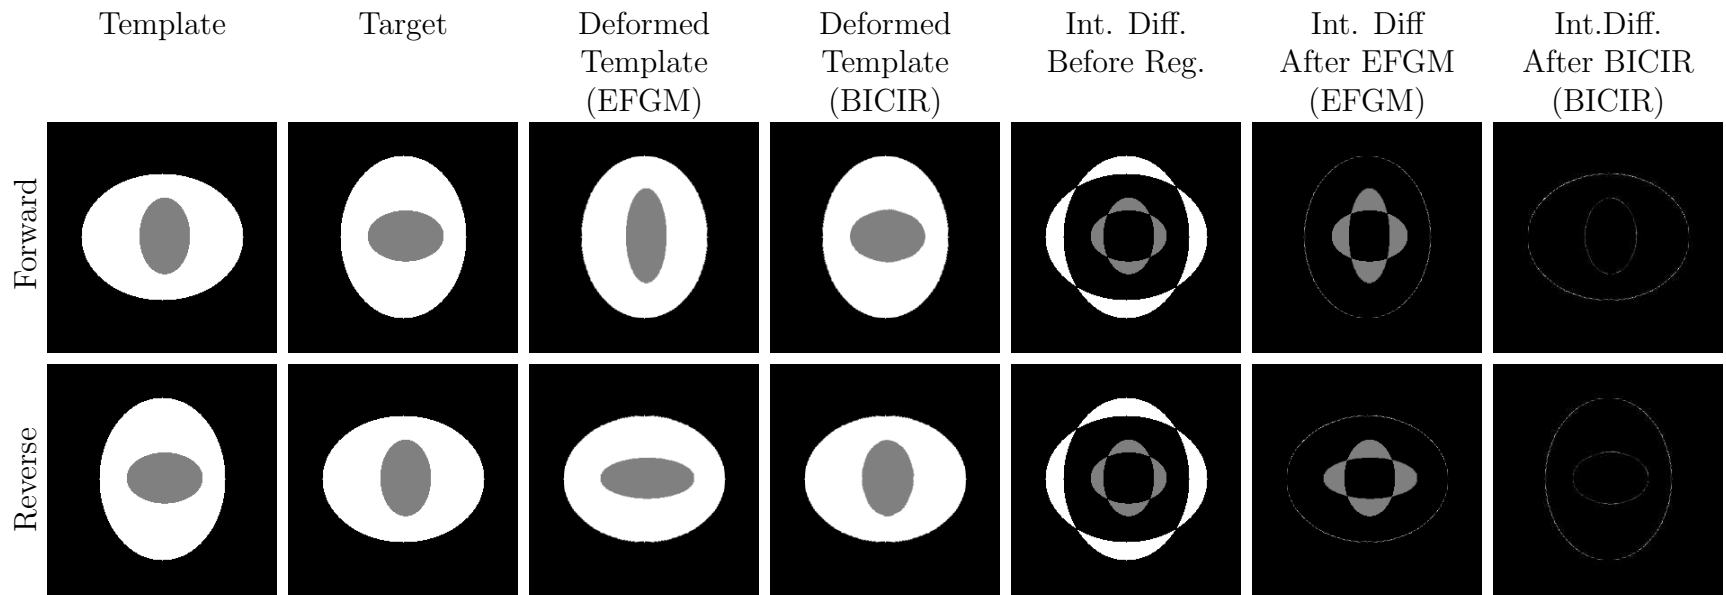 Template
Target
Deformed
Template
(EFGM)
Deformed
Template
(BICIR)
Int. Diff.
Before Reg.
Int. Diff
After EFGM
(EFGM)
Int.Diff.
After BICIR
(BICIR)
Forward
Reverse